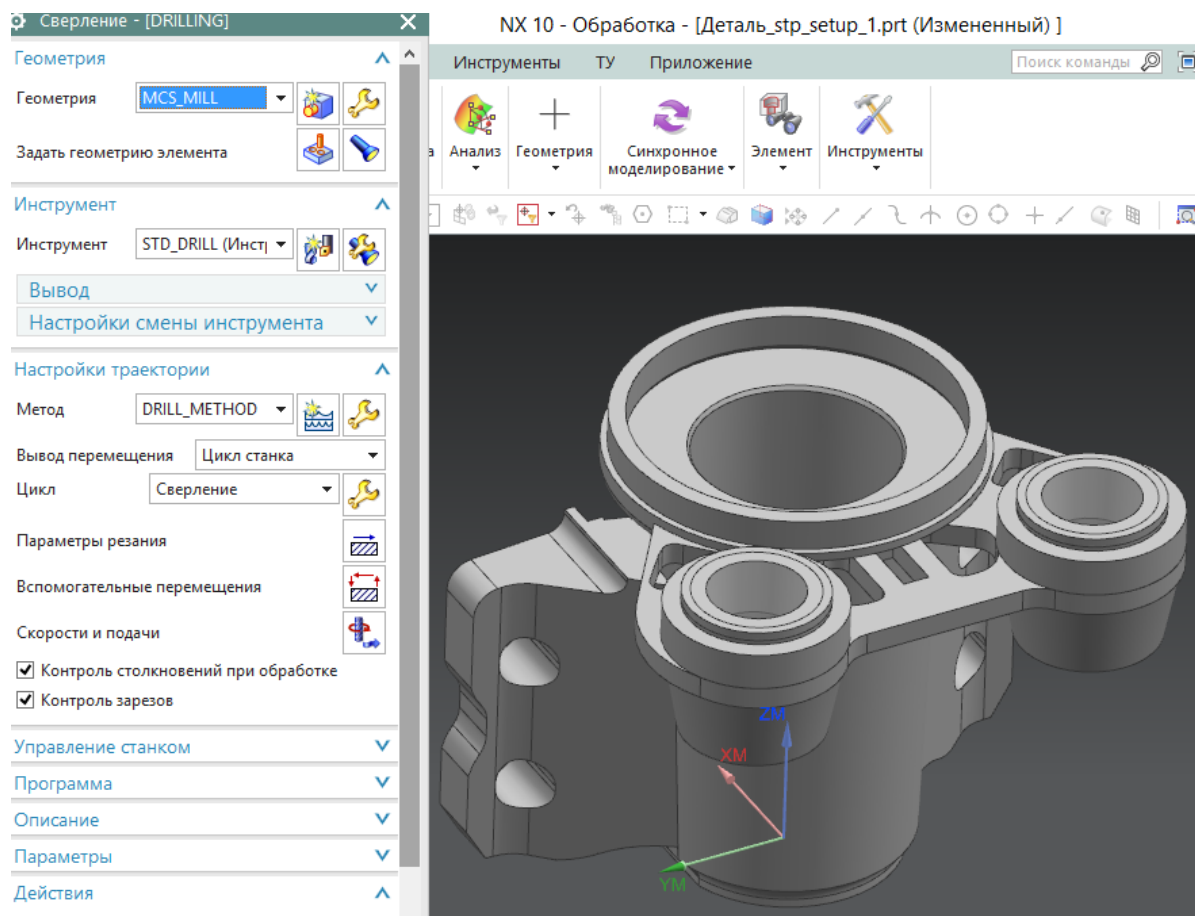 Сверление - [DRILLING]
NX 10 - Обработка - [Деталь_stp_setup_1.prt (Измененный) ]
Геометрия
Инструменты ТУ Приложение Поиск команды
Геометрия MCS_MILL
Задать геометрию элемента
а Анализ Геометрия Синхронное моделирование Элемент Инструменты
Инструмент
Инструмент STD_DRILL (Инст
Вывод
Настройки смены инструмента
Настройки траектории
Метод DRILL_METHOD
Вывод перемещения Цикл станка
Цикл Сверление
Параметры резания
Вспомогательные перемещения
Скорости и подачи
Контроль столкновений при обработке
Контроль зарезов
Управление станком
Программа
Описание
Параметры
Действия
ZM
XM
YM